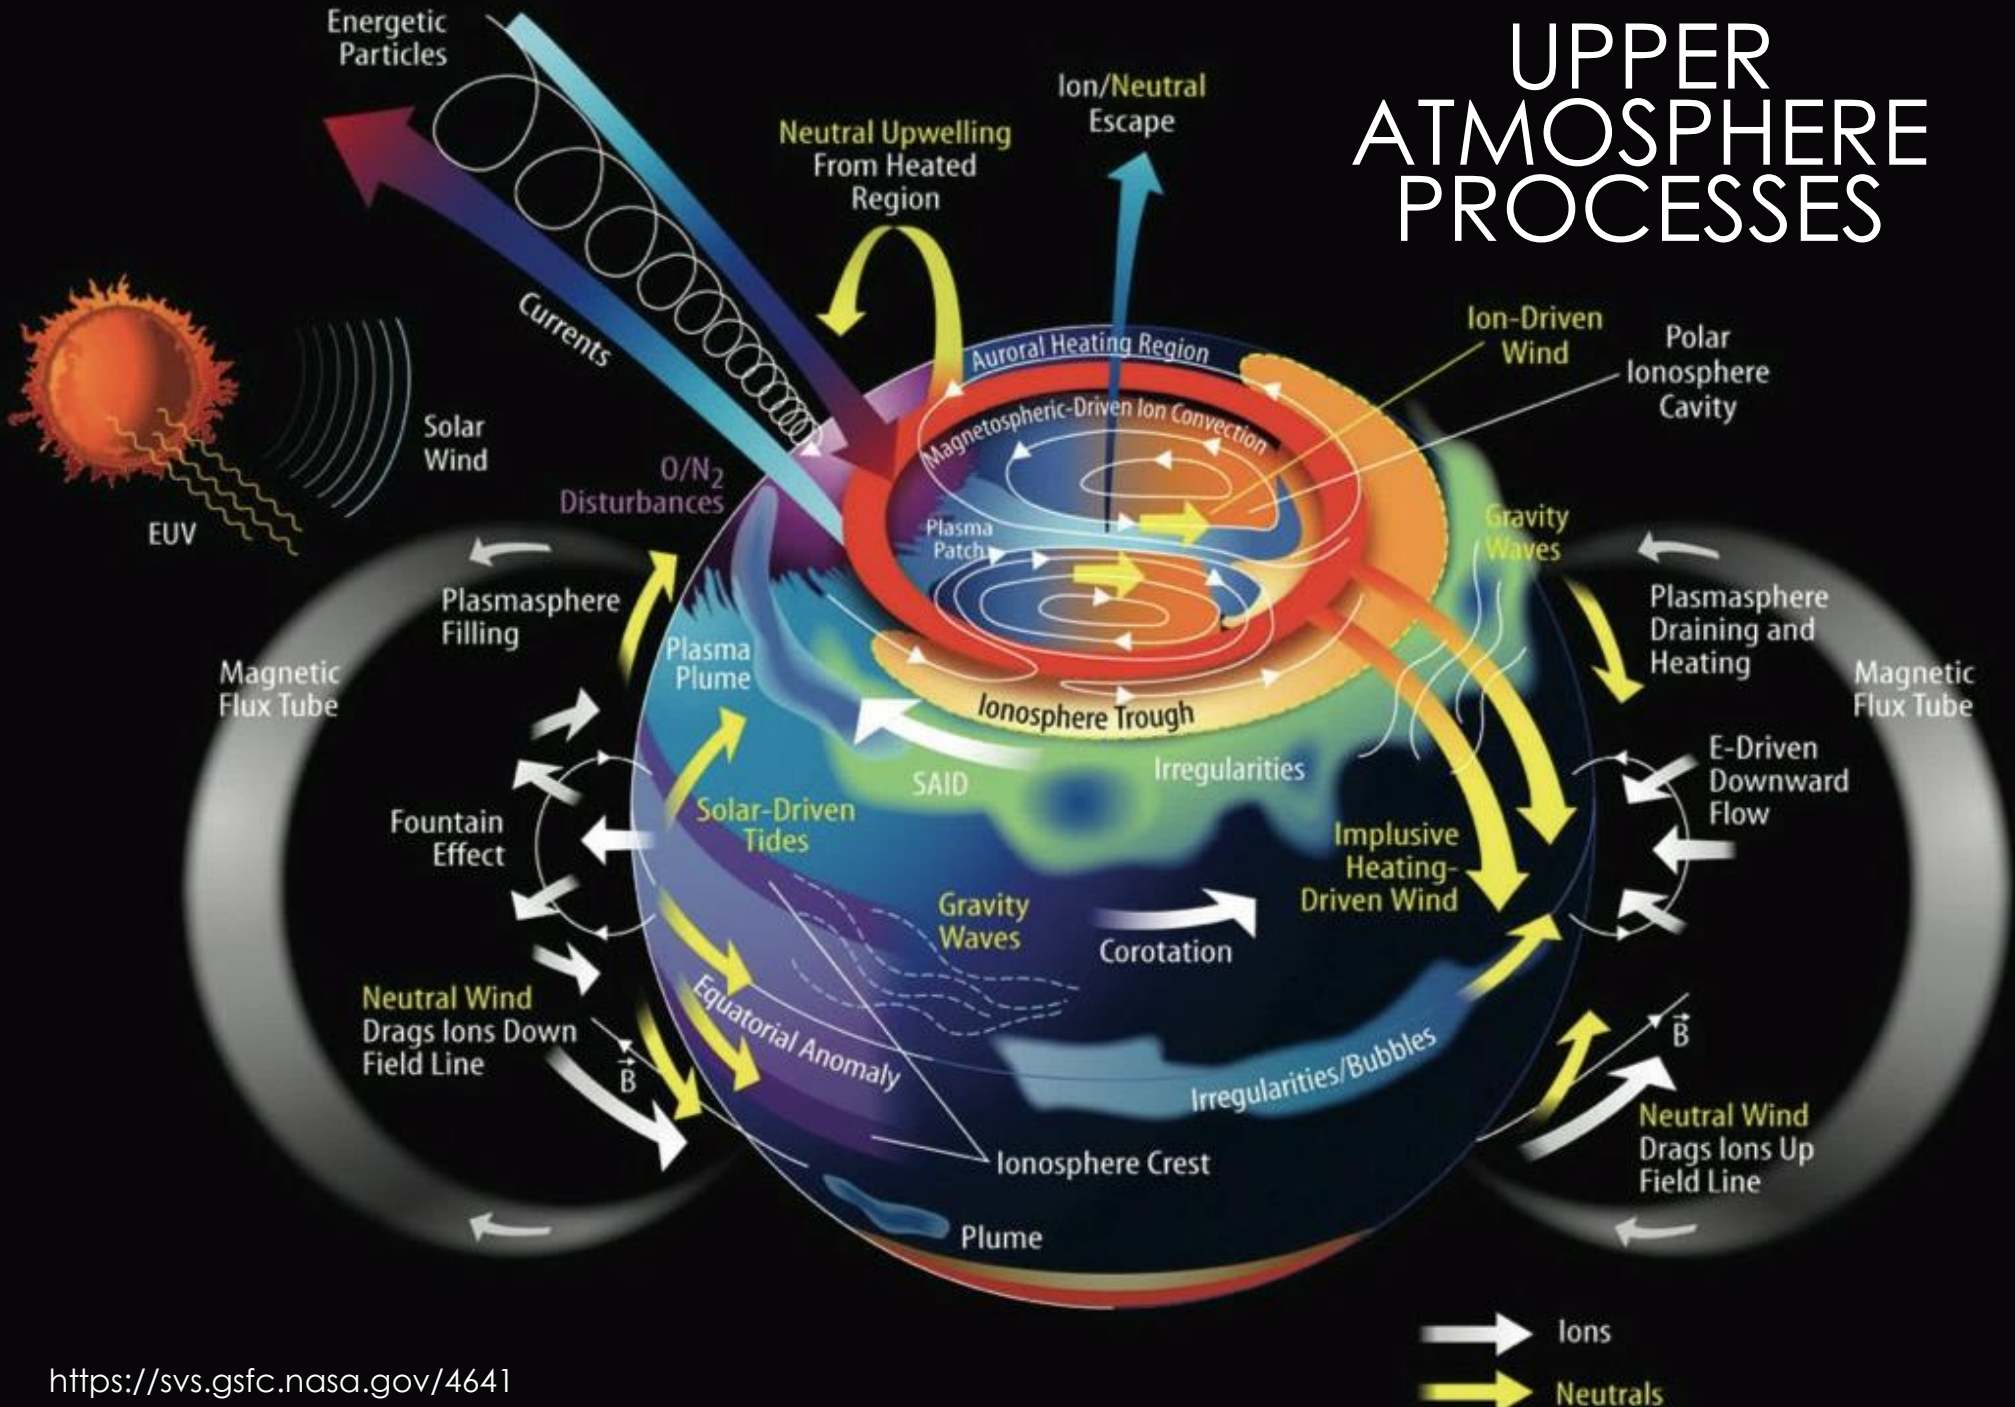 UPPER
ATMOSPHERE
PROCESSES
Energetic
Particles
Ion/Neutral
Escape
Neutral Upwelling
From Heated
Region
Currents
Solar
Wind
EUV
Auroral Heating Region
Ion-Driven
Wind
Polar
Ionosphere
Cavity
Magnetospheric-Driven Ion Convection
O/N2
Disturbances
Plasma
Patch
Gravity
Waves
Plasmasphere
Filling
Plasmasphere
Draining and
Heating
Magnetic
Flux Tube
Magnetic
Flux Tube
Plasma
Plume
Ionosphere Trough
SAID
Irregularities
E-Driven
Downward
Flow
Fountain
Effect
Solar-Driven
Tides
Implusive
Heating-
Driven Wind
Gravity
Waves
Corotation
Neutral Wind
Drags Ions Down
Field Line
B
Equatorial Anomaly
Irregularities/Bubbles
B
Neutral Wind
Drags Ions Up
Field Line
Ionosphere Crest
Plume
Ions
Neutrals
https://svs.gsfc.nasa.gov/4641